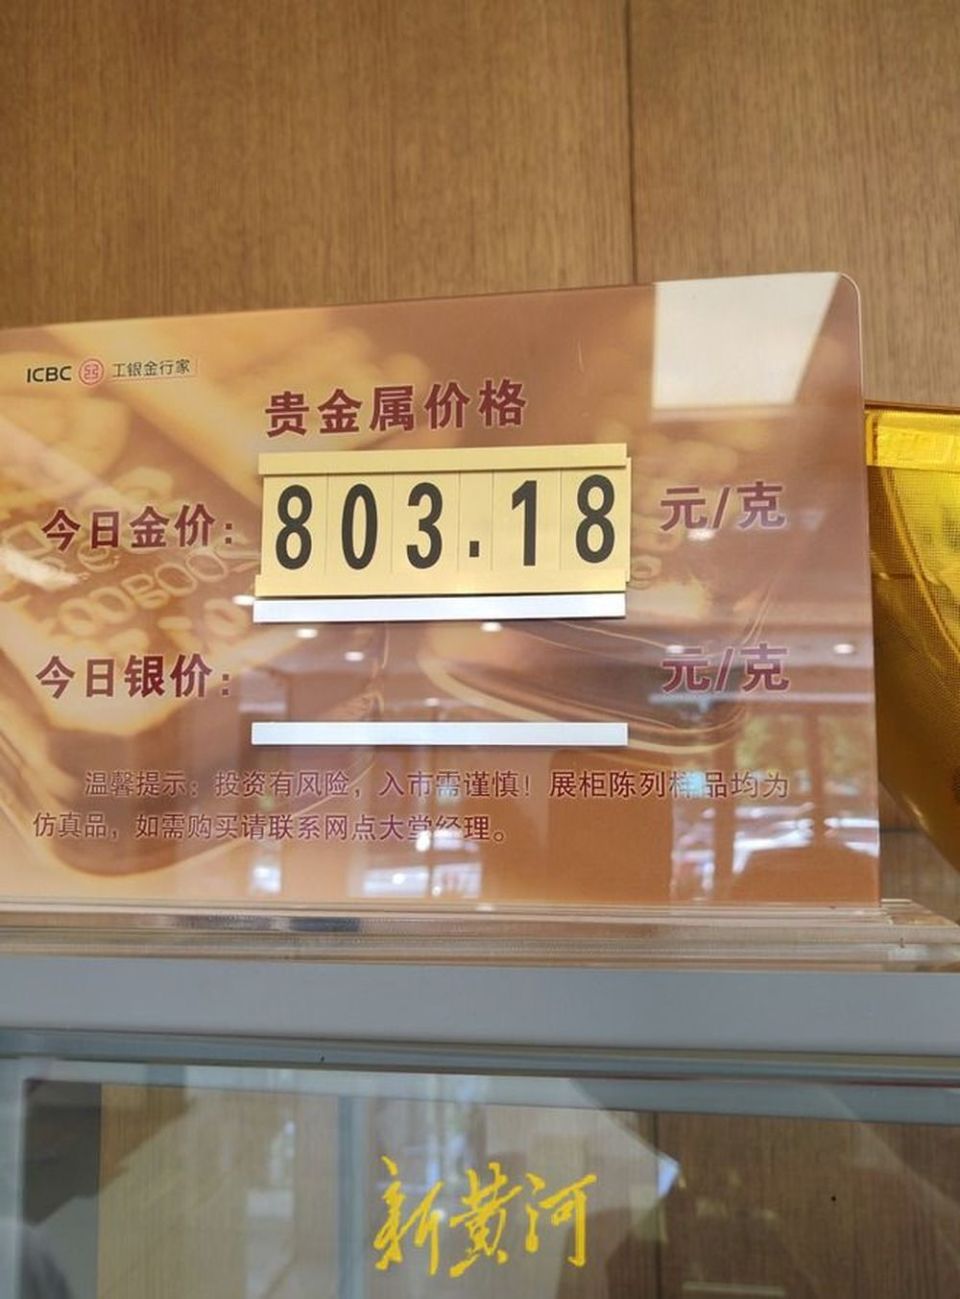 ICBC 工银金行家
贵金属价格
今日金价：803.18 元/克
今日银价： 元/克
温馨提示：投资有风险，入市需谨慎！展柜陈列样品均为
仿真品，如需购买请联系网点大堂经理。
新黄河